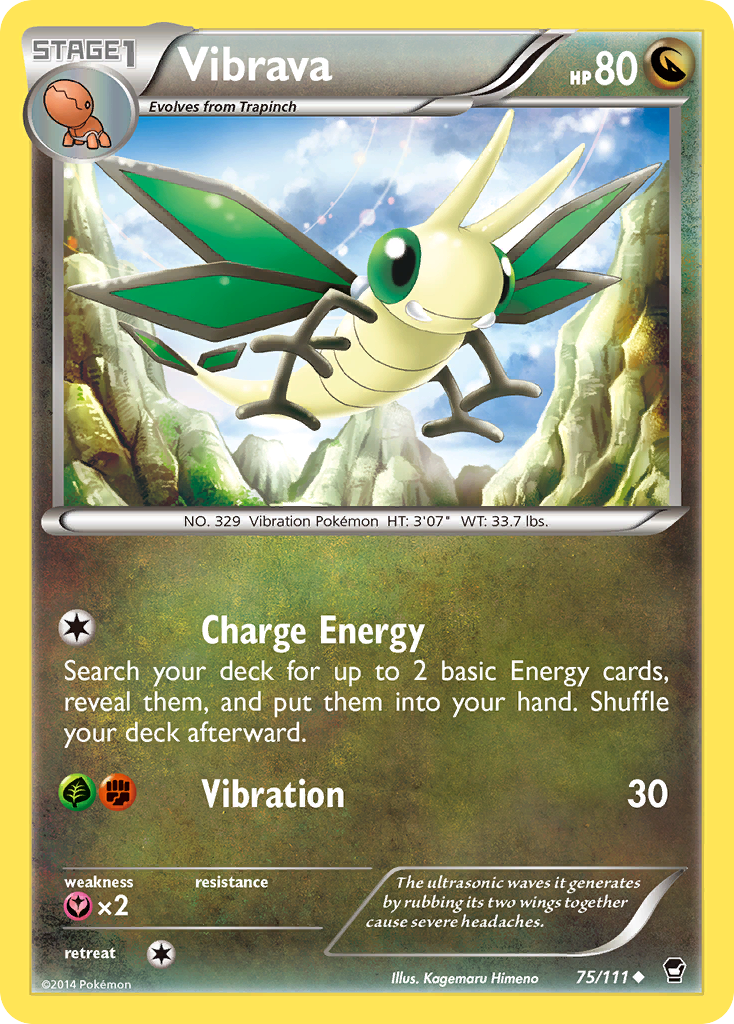 STAGE1
Vibrava
HP 80
Evolves from Trapinch
NO. 329 Vibration Pokémon HT: 3'07" WT: 33.7 lbs.
Charge Energy
Search your deck for up to 2 basic Energy cards,
reveal them, and put them into your hand. Shuffle
your deck afterward.
Vibration 30
weakness resistance
×2
retreat
The ultrasonic waves it generates
by rubbing its two wings together
cause severe headaches.
Illus. Kagemaru Himeno 75/111
©2014 Pokémon